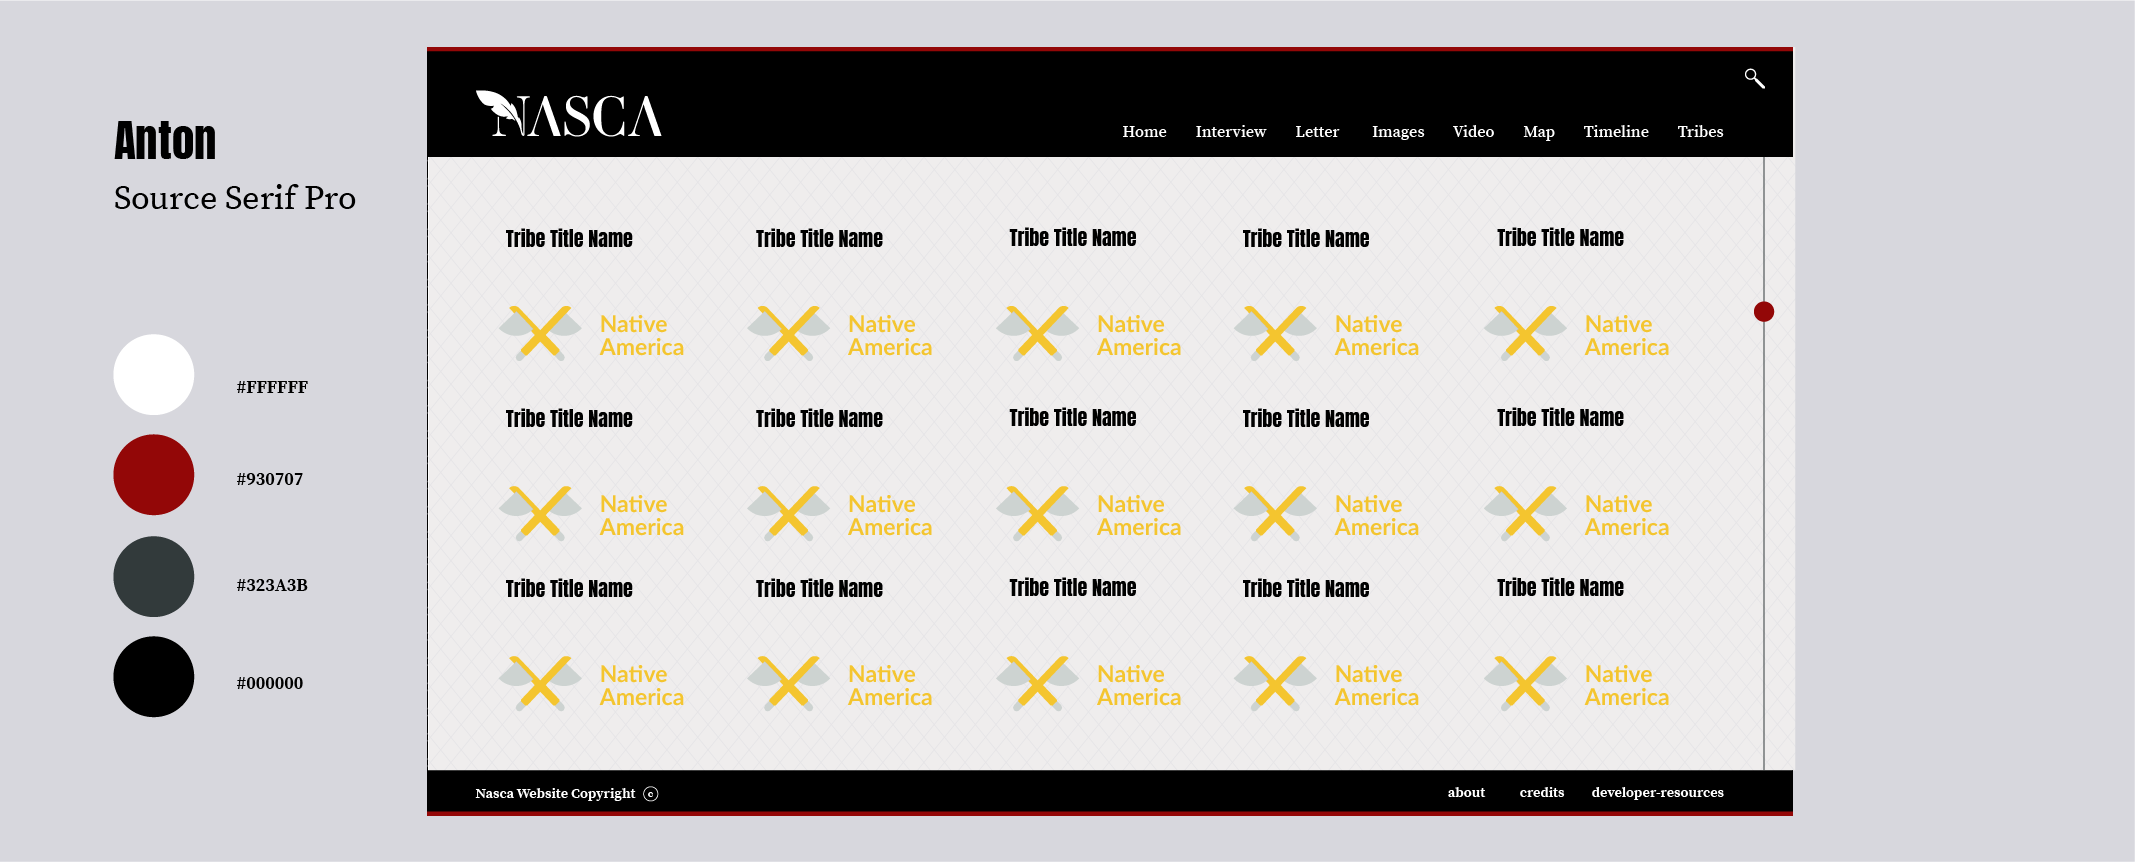 Anton
Source Serif Pro
#FFFFFF
#930707
#323A3B
#000000
NASCA
Home Interview Letter Images Video Map Timeline Tribes
Tribe Title Name Tribe Title Name Tribe Title Name Tribe Title Name Tribe Title Name
Native Native Native Native Native
America America America America America
Tribe Title Name Tribe Title Name Tribe Title Name Tribe Title Name Tribe Title Name
Native Native Native Native Native
America America America America America
Tribe Title Name Tribe Title Name Tribe Title Name Tribe Title Name Tribe Title Name
Native Native Native Native Native
America America America America America
Nasca Website Copyright © about credits developer-resources